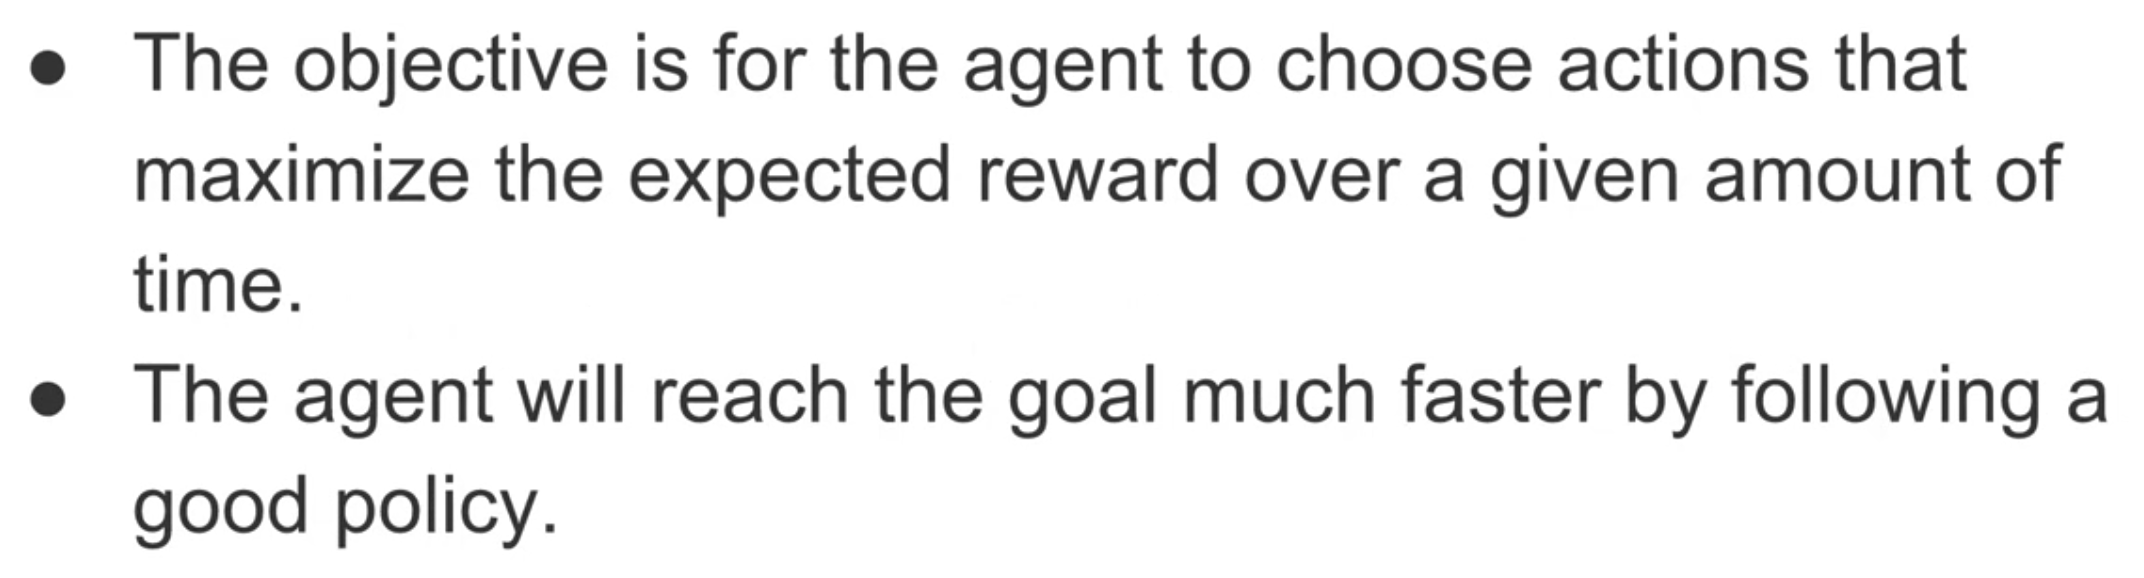 ● The objective is for the agent to choose actions that
maximize the expected reward over a given amount of
time.
● The agent will reach the goal much faster by following a
good policy.